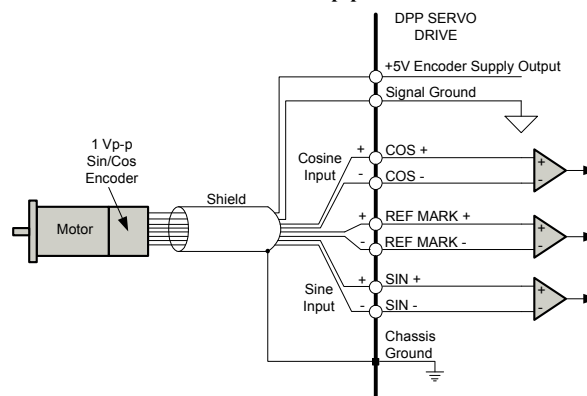 DPP SERVO
DRIVE
+5V Encoder Supply Output
Signal Ground
1 Vp-p
Sin/Cos
Encoder
Cosine
Input
+
COS +
+
-
COS -
-
Shield
Motor
+
REF MARK +
+
-
REF MARK -
-
Sine
Input
+
SIN +
+
-
SIN -
-
Chassis
Ground